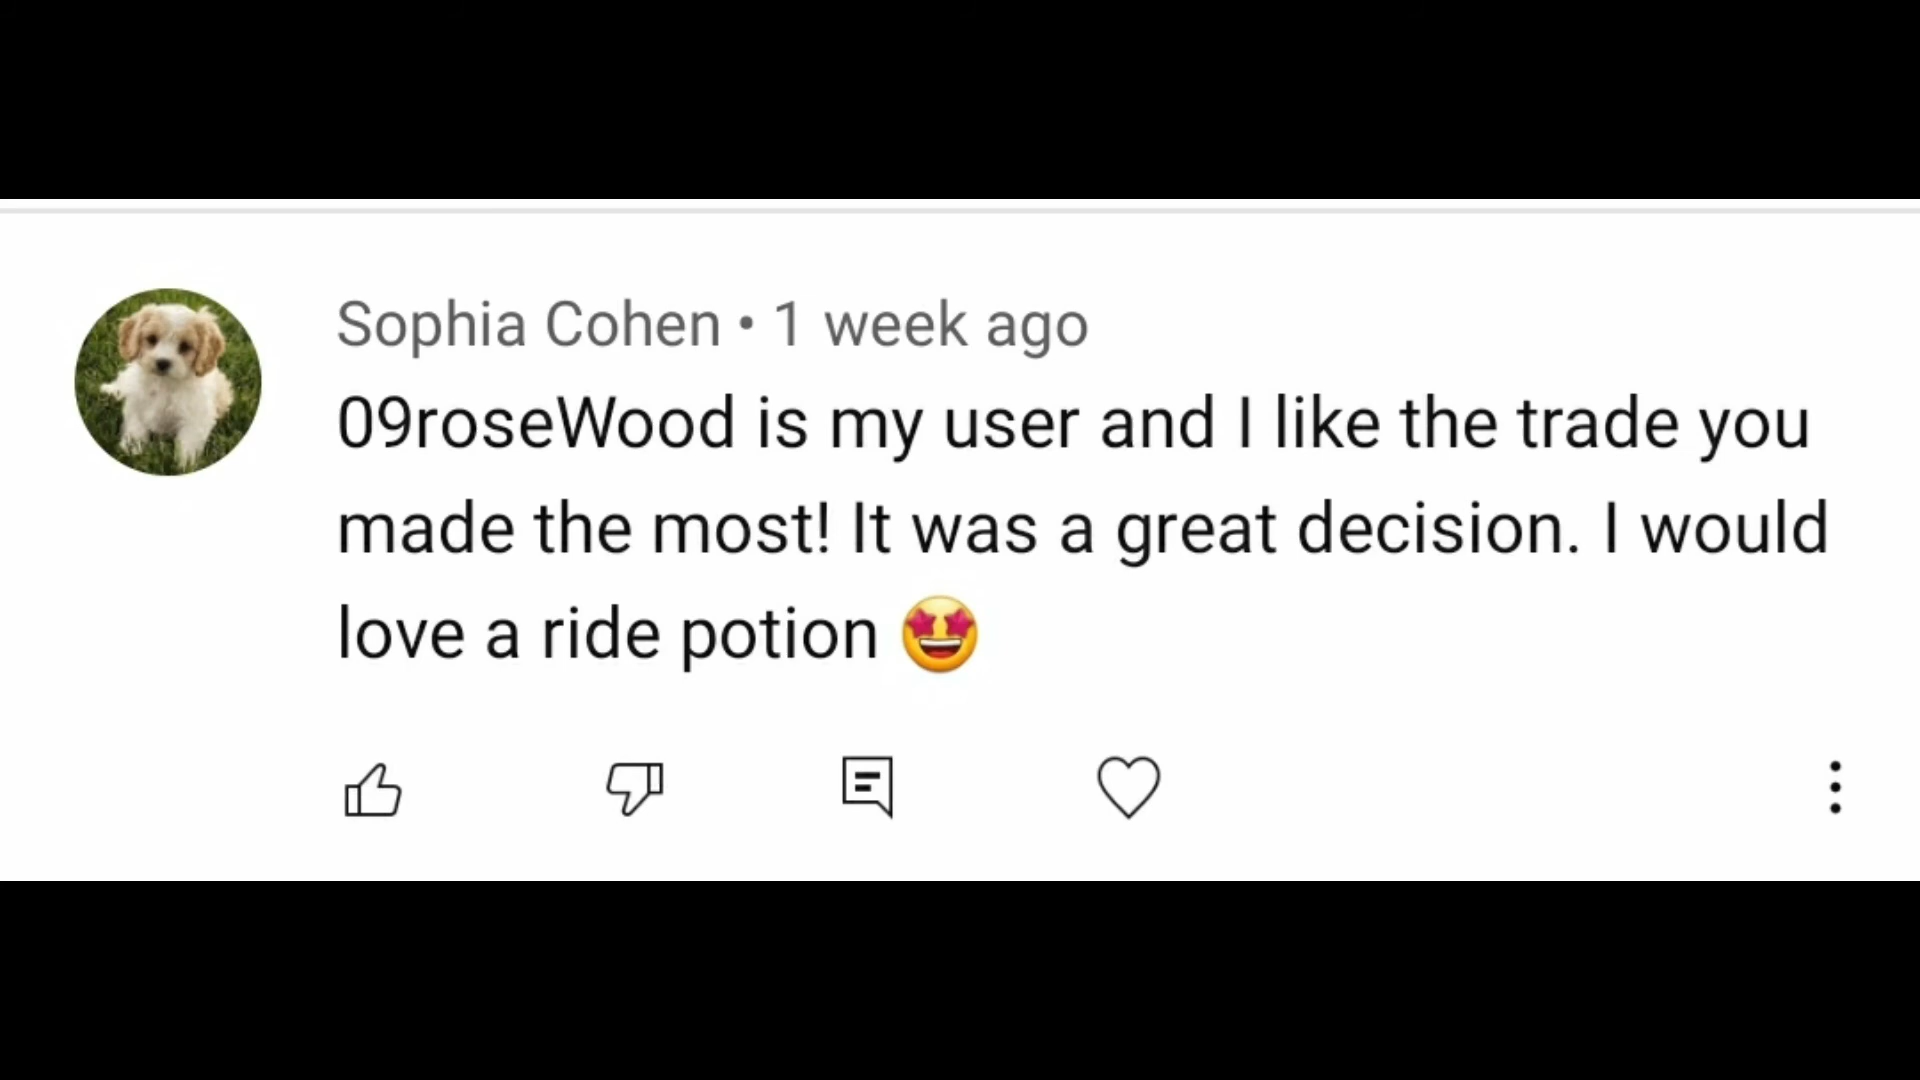 Sophia Cohen • 1 week ago
09roseWood is my user and I like the trade you
made the most! It was a great decision. I would
love a ride potion 🤩